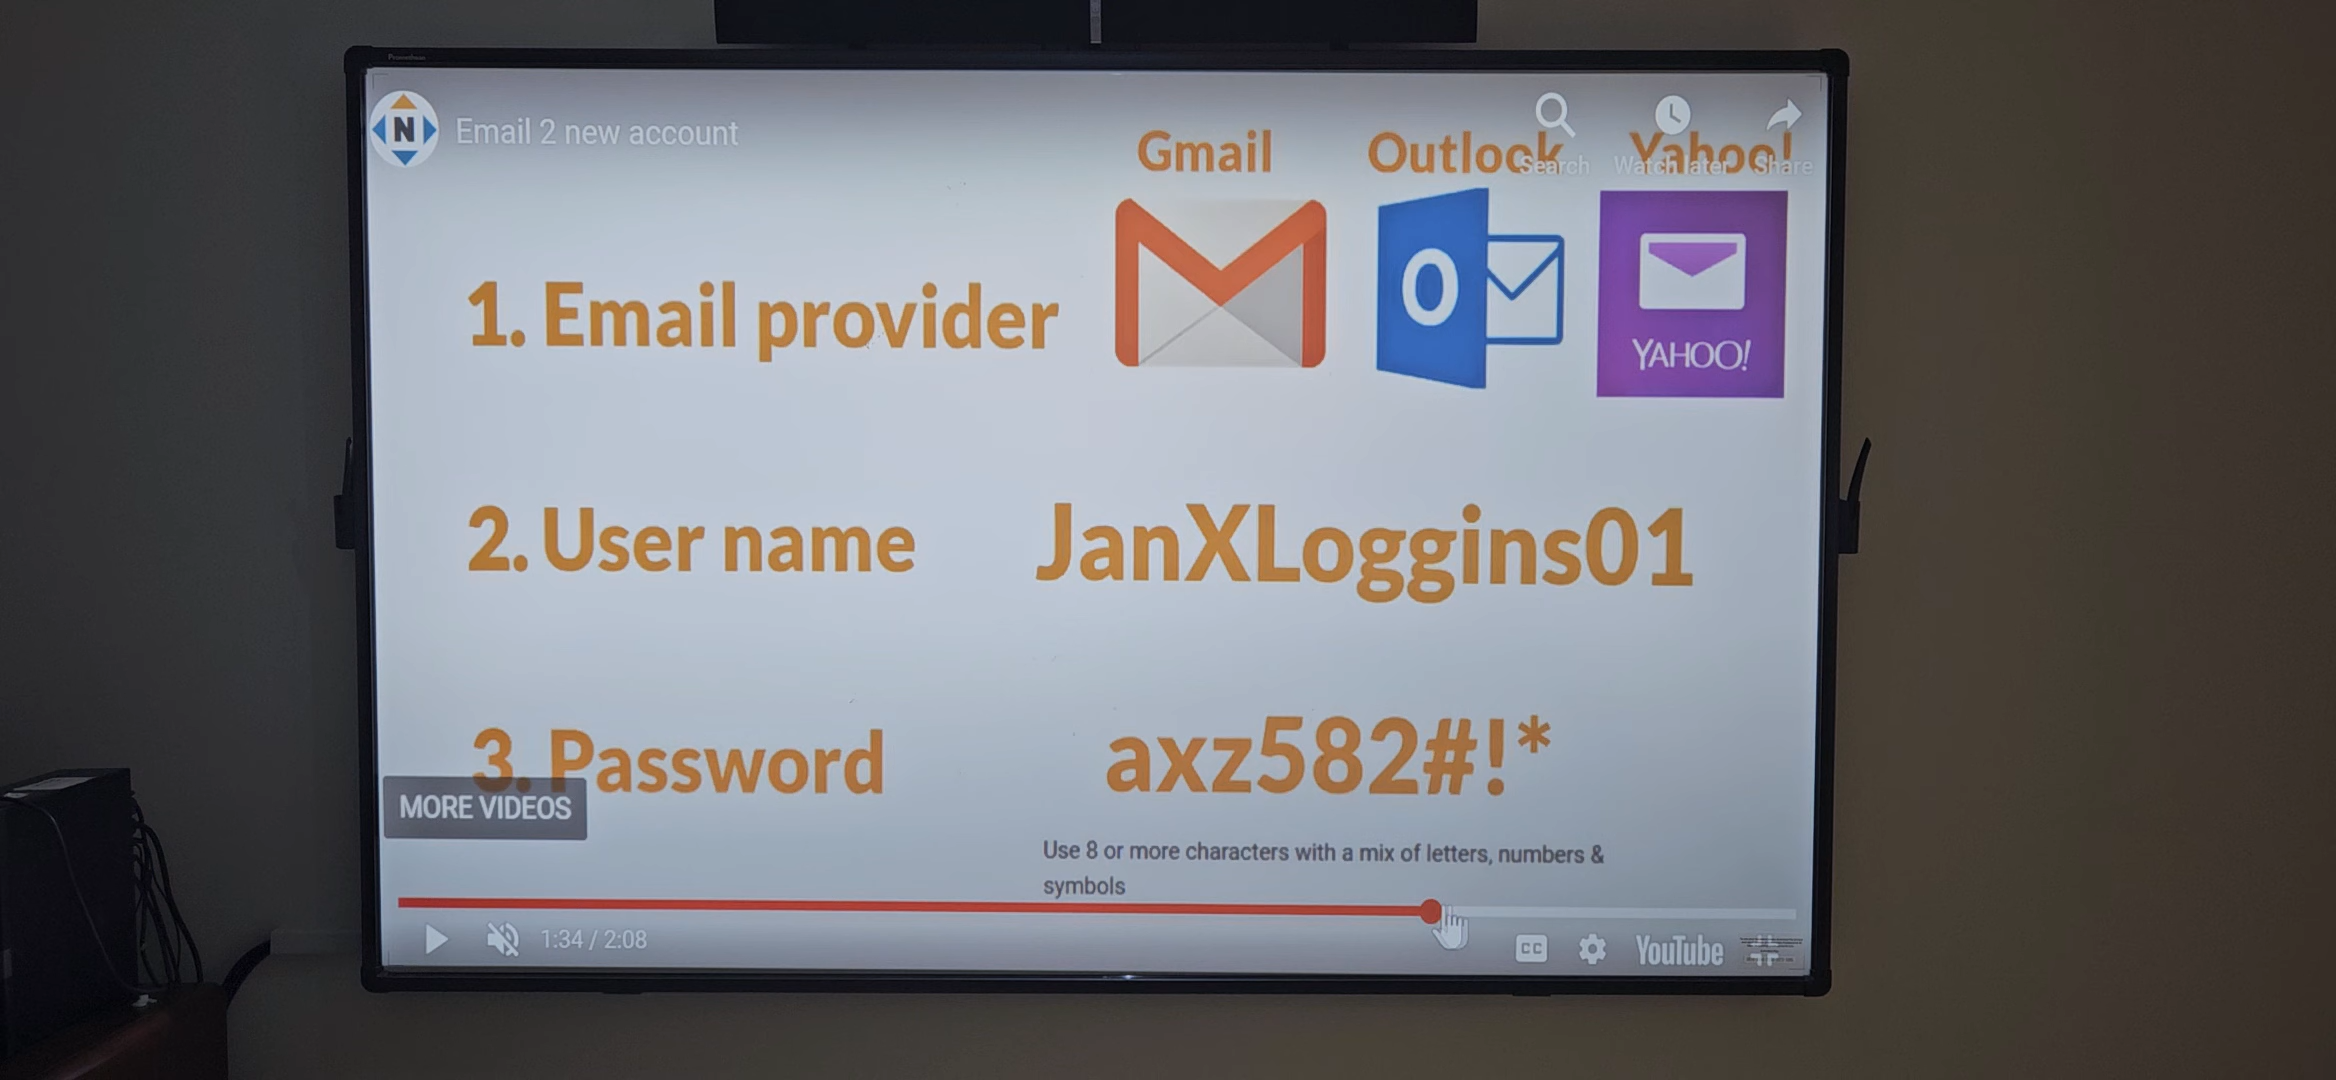 Promethean
N
Email 2 new account
Search
Watch later
Share
Gmail
Outlook
Yahoo!
1. Email provider
O
YAHOO!
2. User name
JanXLoggins01
3. Password
axz582#!*
MORE VIDEOS
Use 8 or more characters with a mix of letters, numbers &
symbols
1:34 / 2:08
CC
YouTube